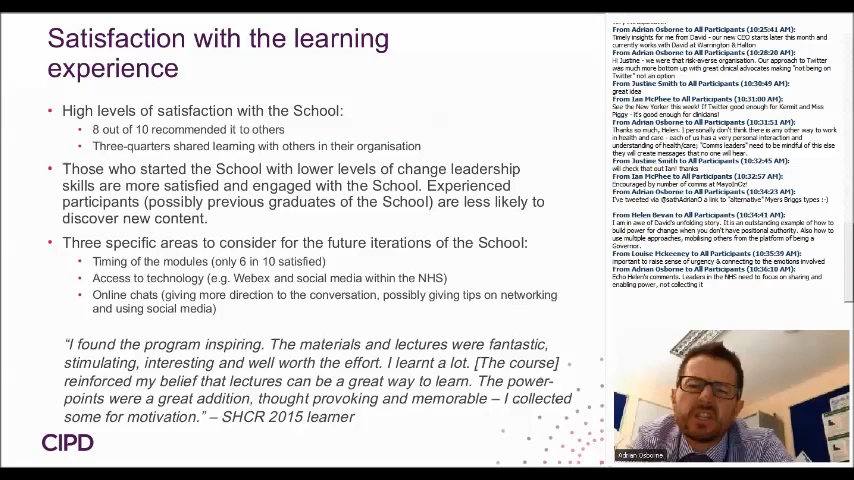 Satisfaction with the learning
experience
• High levels of satisfaction with the School:
• 8 out of 10 recommended it to others
• Three-quarters shared learning with others in their organisation
• Those who started the School with lower levels of change leadership
skills are more satisfied and engaged with the School. Experienced
participants (possibly previous graduates of the School) are less likely to
discover new content.
• Three specific areas to consider for the future iterations of the School:
• Timing of the modules (only 6 in 10 satisfied)
• Access to technology (e.g. Webex and social media within the NHS)
• Online chats (giving more direction to the conversation, possibly giving tips on networking
and using social media)
“I found the program inspiring. The materials and lectures were fantastic,
stimulating, interesting and well worth the effort. I learnt a lot. [The course]
reinforced my belief that lectures can be a great way to learn. The power-
points were a great addition, thought provoking and memorable – I collected
some for motivation.” – SHCR 2015 learner
CIPD
From Adrian Osborne to All Participants (10:25:41 AM):
Timely insights for me from David - our new CEO starts later this month and
currently works with David at Warrington & Halton
From Adrian Osborne to All Participants (10:28:20 AM):
Hi Justine - we were that risk-averse organisation. Our approach to Twitter
was much more bottom up with great clinical advocates making "not being on
Twitter" not an option
From Justine Smith to All Participants (10:30:49 AM):
great idea
From Ian McPhee to All Participants (10:31:00 AM):
See the New Yorker this week! If Twitter good enough for Kermit and Miss
Piggy - it's good enough for clinicians!
From Adrian Osborne to All Participants (10:31:51 AM):
Thanks so much, Helen. I personally don't think there is any other way to work
in health and care - each of us has a very personal interaction and
understanding of health/care; "Comms leaders" need to be mindful of this else
they will create messages that no one will hear.
From Justine Smith to All Participants (10:32:45 AM):
will check that out Ian! thanks
From Ian McPhee to All Participants (10:32:57 AM):
Encouraged by number of comms at MayoInOz!
From Adrian Osborne to All Participants (10:34:23 AM):
I've tweeted via @sathAdrianO a link to "alternative" Myers Briggs types :-)
From Helen Bevan to All Participants (10:34:41 AM):
I am in awe of David's unfolding story. It is an outstanding example of how to
build power for change when you don't have positional authority. Also how to
use multiple approaches, mobilising others from the platform of being a
Governor.
From Louise Mckeeney to All Participants (10:35:39 AM):
important to raise sense of urgency & connecting to the emotions involved
From Adrian Osborne to All Participants (10:36:10 AM):
Echo Helen's comments. Leaders in the NHS need to focus on sharing and
enabling power, not collecting it
Adrian Osborne